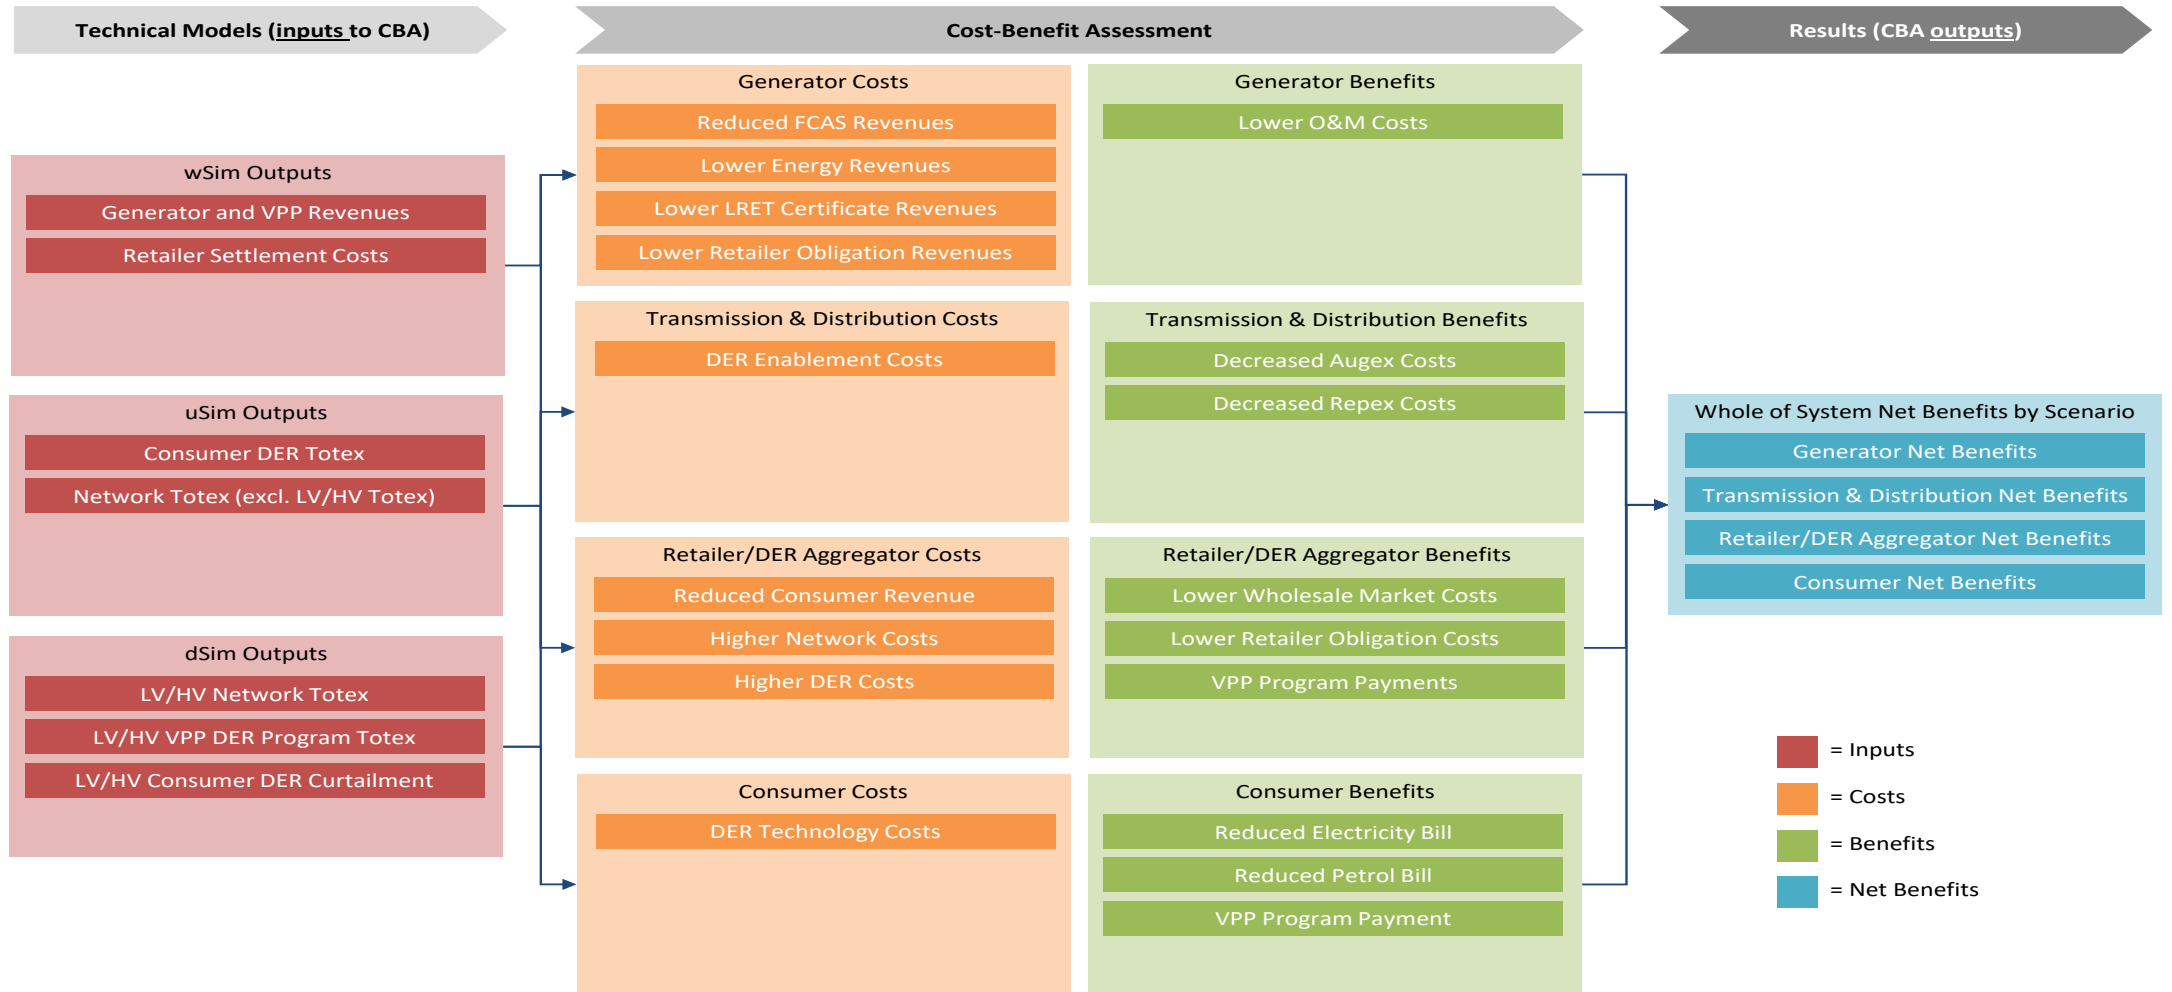 Technical Models (inputs to CBA)
Cost-Benefit Assessment
Results (CBA outputs)
wSim Outputs
Generator and VPP Revenues
Retailer Settlement Costs
uSim Outputs
Consumer DER Totex
Network Totex (excl. LV/HV Totex)
dSim Outputs
LV/HV Network Totex
LV/HV VPP DER Program Totex
LV/HV Consumer DER Curtailment
Generator Costs
Reduced FCAS Revenues
Lower Energy Revenues
Lower LRET Certificate Revenues
Lower Retailer Obligation Revenues
Transmission & Distribution Costs
DER Enablement Costs
Retailer/DER Aggregator Costs
Reduced Consumer Revenue
Higher Network Costs
Higher DER Costs
Consumer Costs
DER Technology Costs
Generator Benefits
Lower O&M Costs
Transmission & Distribution Benefits
Decreased Augex Costs
Decreased Repex Costs
Retailer/DER Aggregator Benefits
Lower Wholesale Market Costs
Lower Retailer Obligation Costs
VPP Program Payments
Consumer Benefits
Reduced Electricity Bill
Reduced Petrol Bill
VPP Program Payment
Whole of System Net Benefits by Scenario
Generator Net Benefits
Transmission & Distribution Net Benefits
Retailer/DER Aggregator Net Benefits
Consumer Net Benefits
= Inputs
= Costs
= Benefits
= Net Benefits